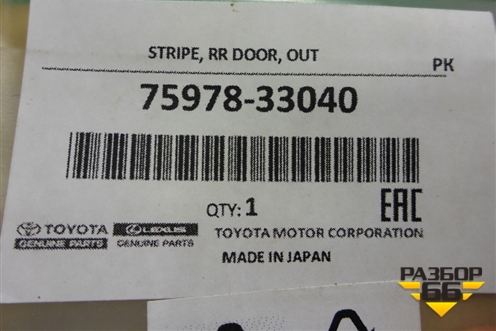 STRIPE, RR DOOR, OUT
PK
75978-33040
QTY: 1
EAC
TOYOTA LEXUS TOYOTA MOTOR CORPORATION
GENUINE PARTS GENUINE PARTS
MADE IN JAPAN
РАЗБОР
66